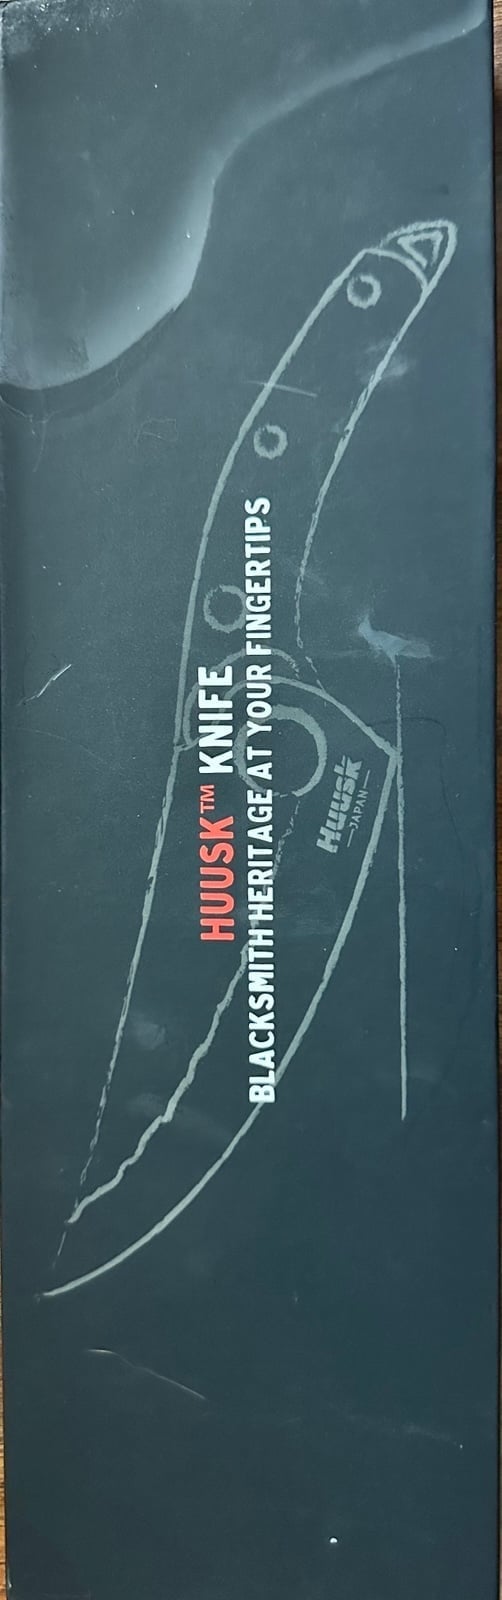 HUUSK™ KNIFE
BLACKSMITH HERITAGE AT YOUR FINGERTIPS
Huusk
—JAPAN—